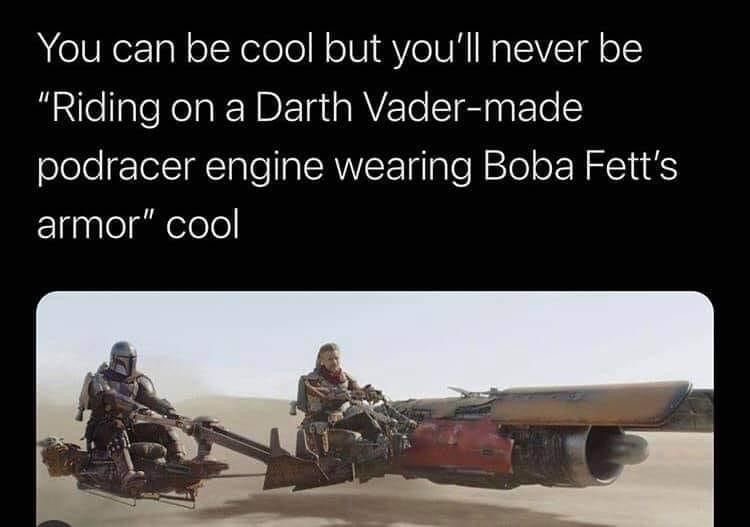 You can be cool but you’ll never be
“Riding on a Darth Vader-made
podracer engine wearing Boba Fett’s
armor” cool